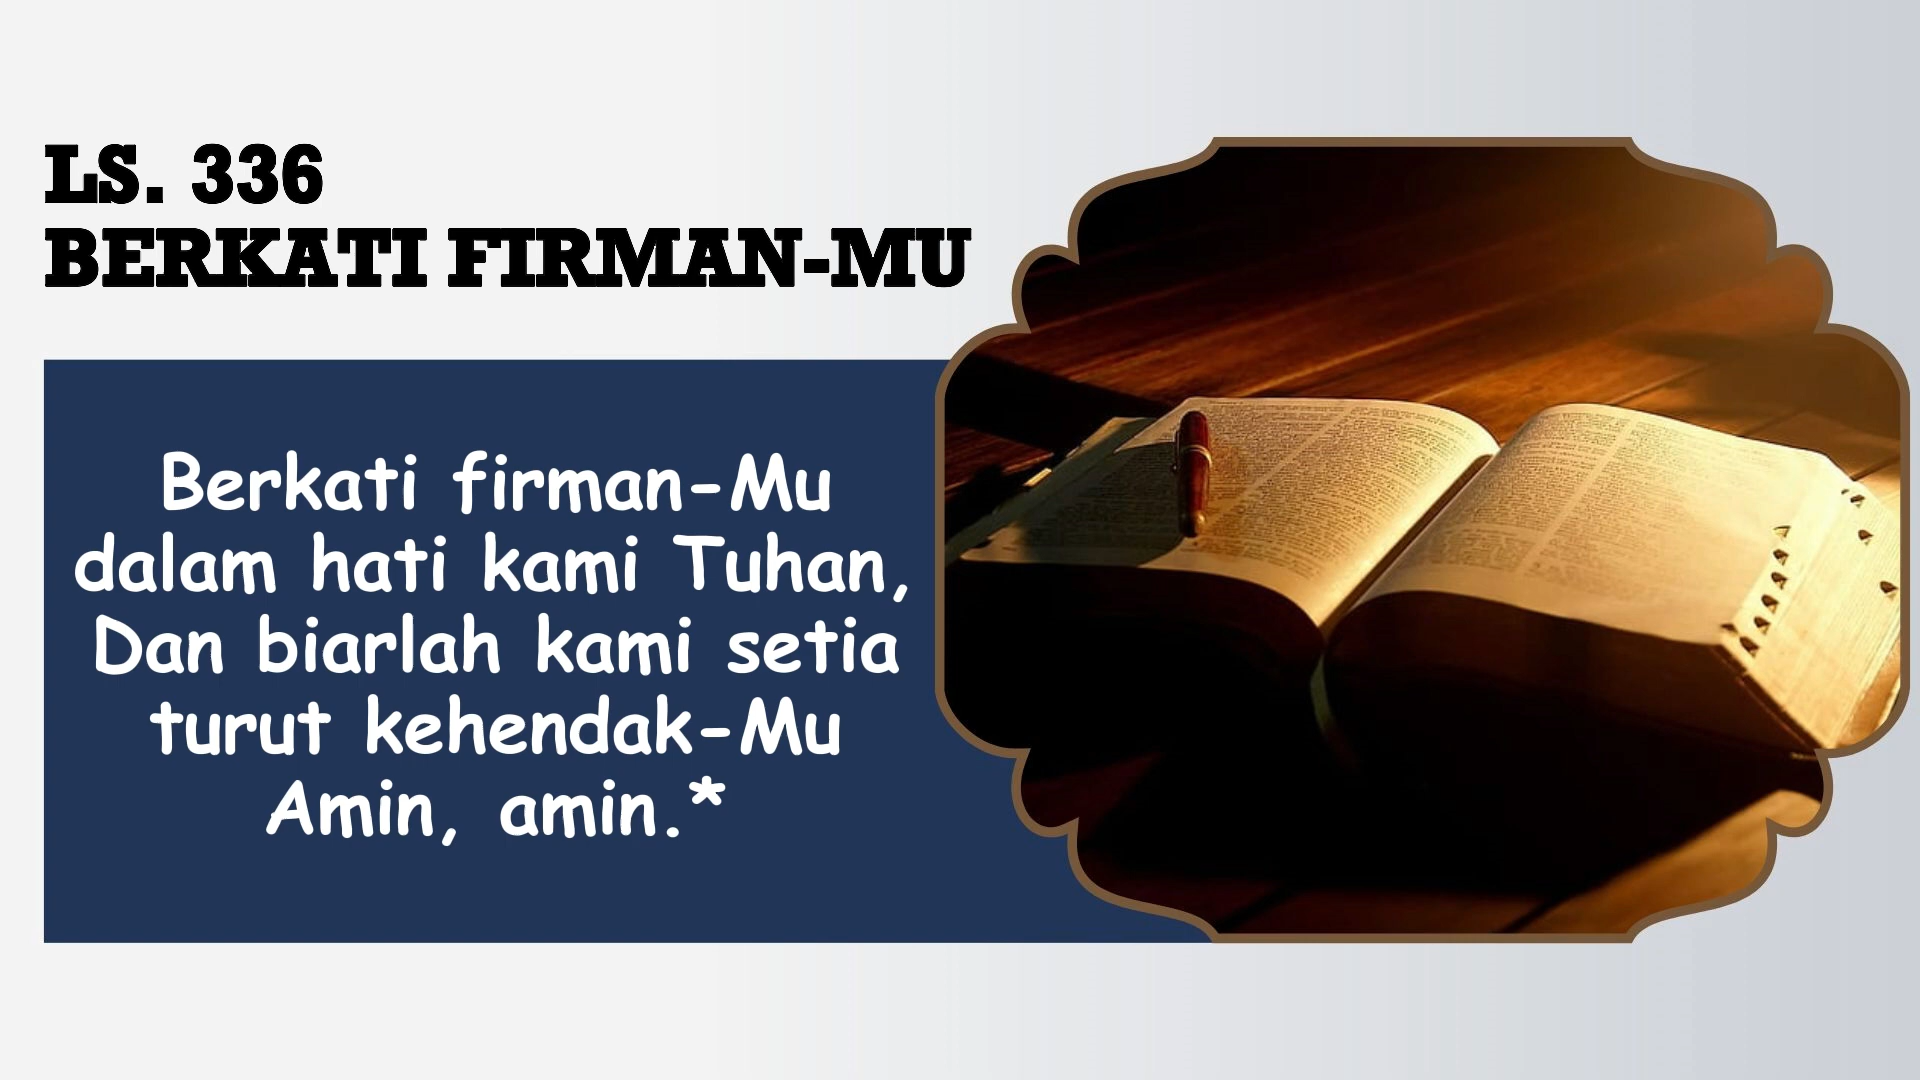 LS. 336
BERKATI FIRMAN-MU
Berkati firman-Mu
dalam hati kami Tuhan,
Dan biarlah kami setia
turut kehendak-Mu
Amin, amin.*